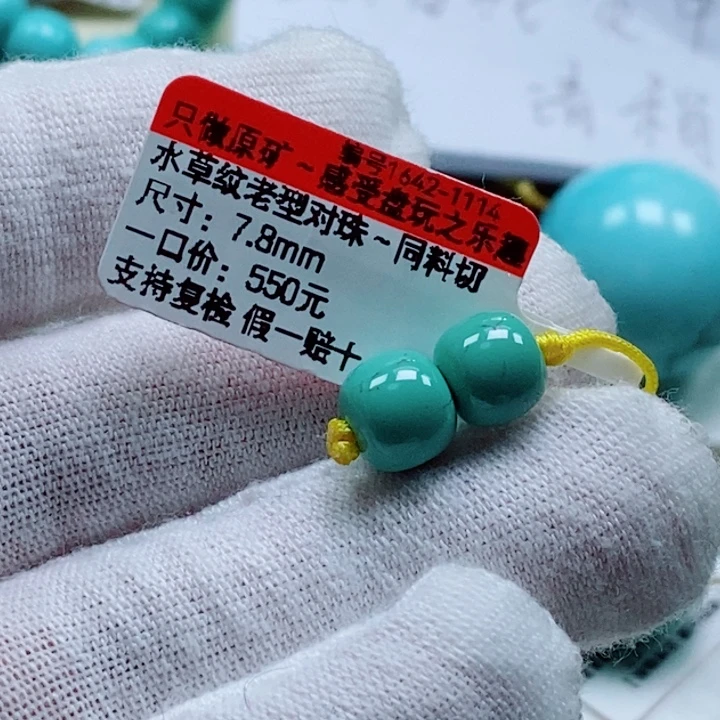 编号1642-1114
只做原矿~感受盘玩之乐趣
水草纹老型对珠~同料切
尺寸：7.8mm
一口价：550元
支持复检 假一赔十